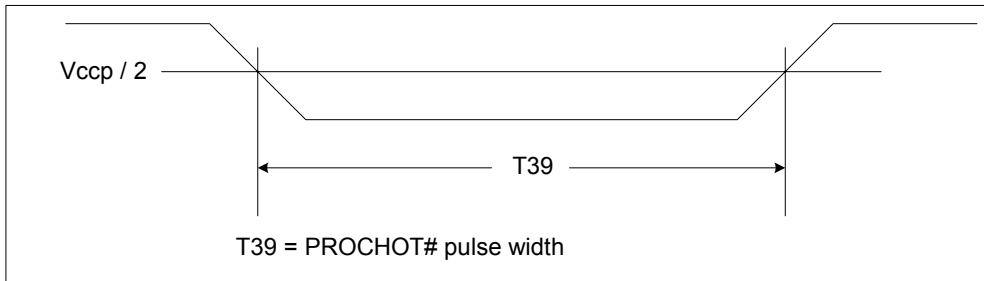 Vccp / 2
T39
T39 = PROCHOT# pulse width